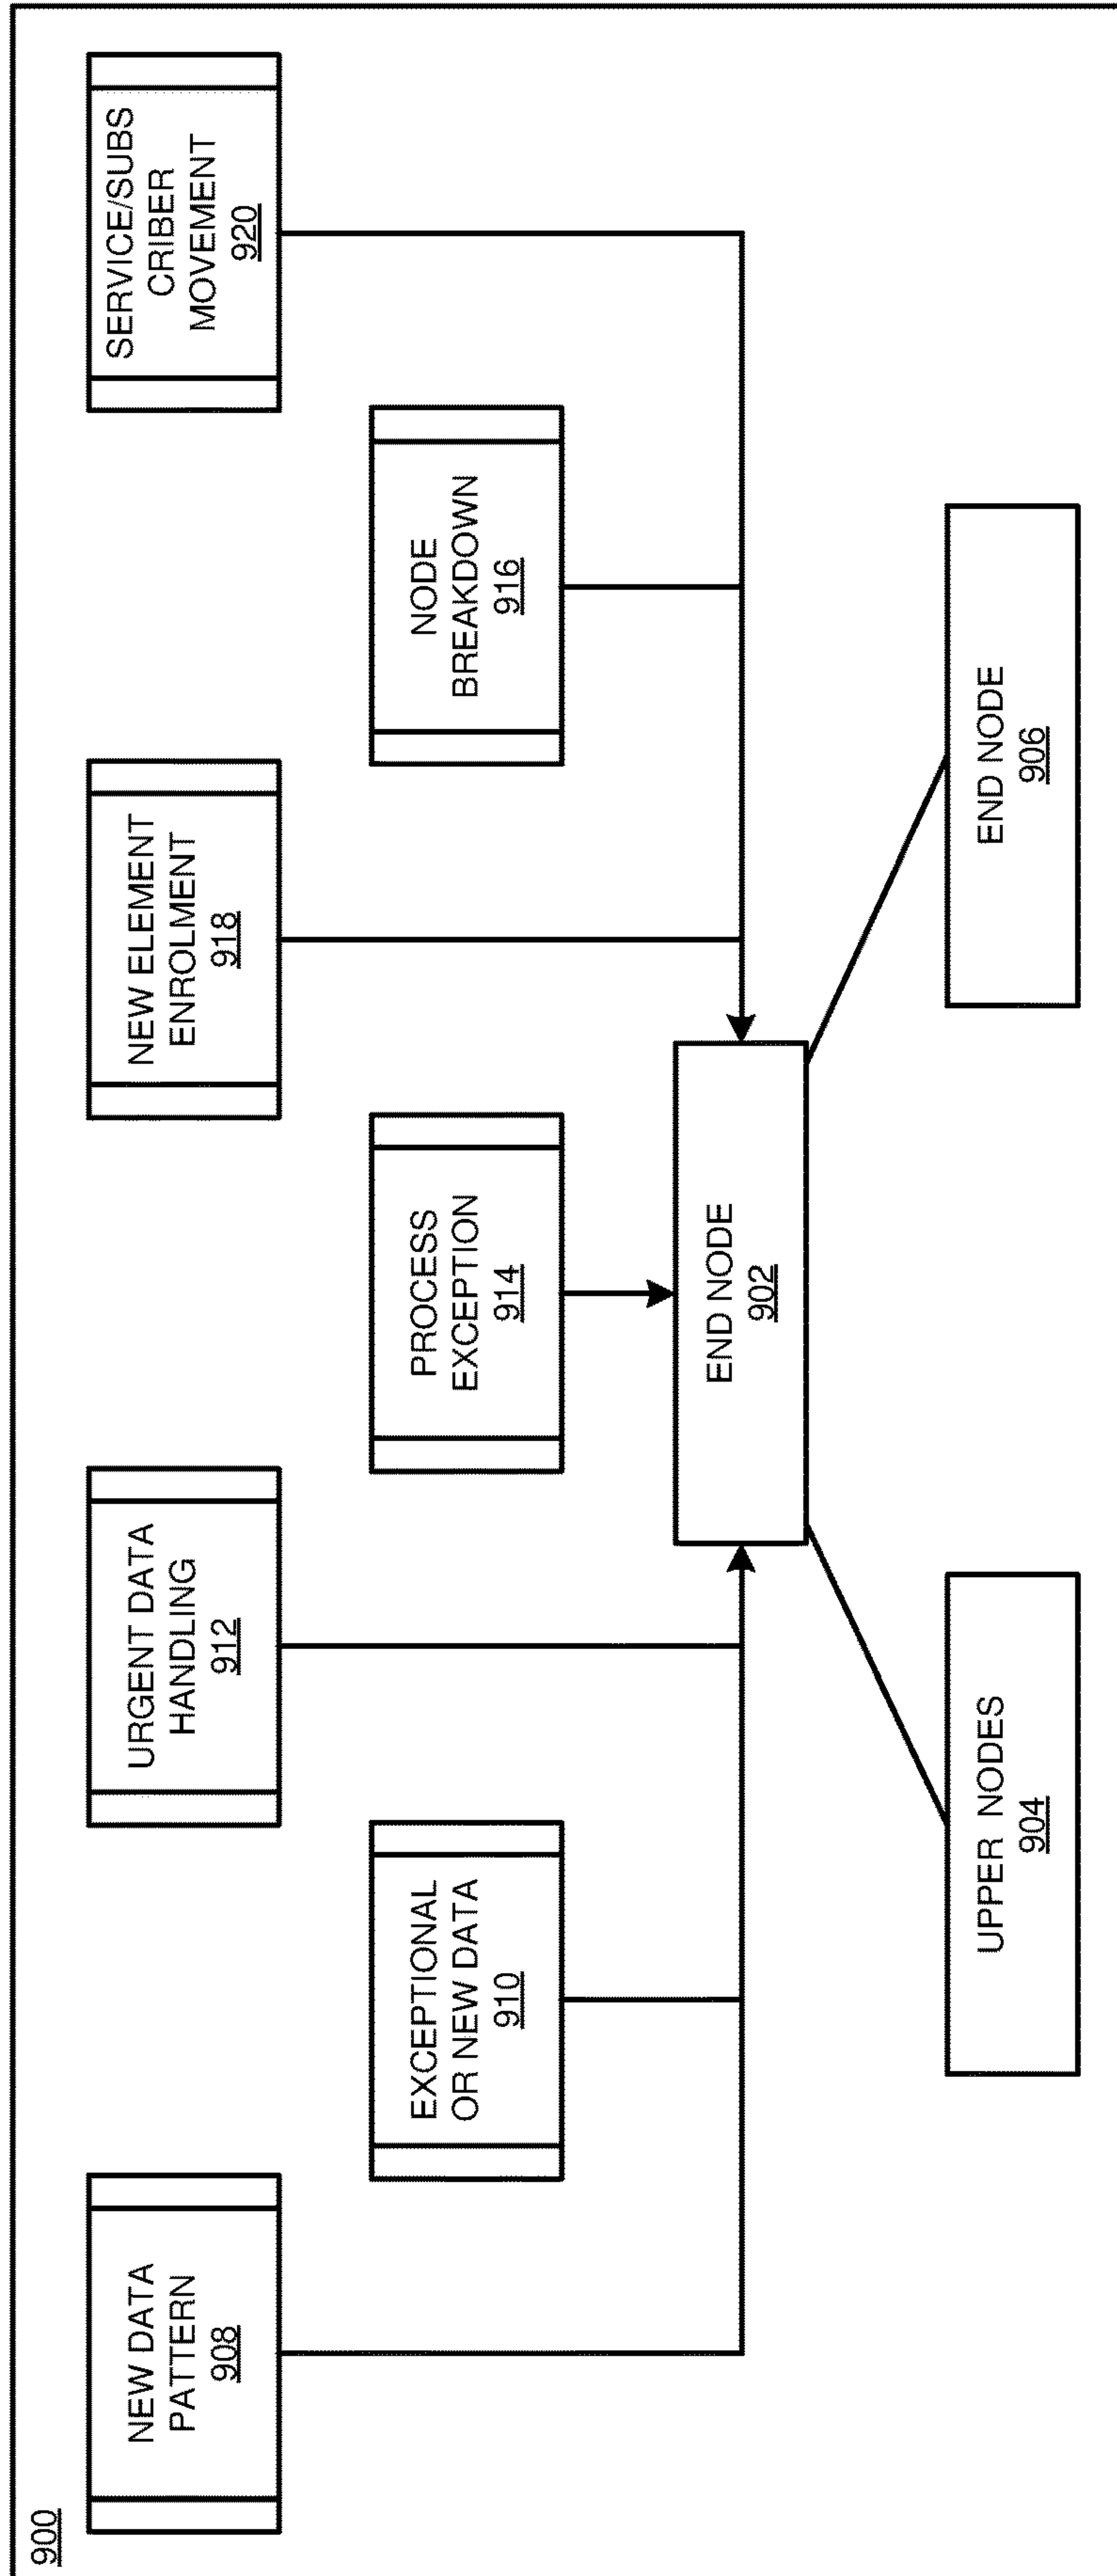 900
NEW DATA
PATTERN
908
URGENT DATA
HANDLING
912
NEW ELEMENT
ENROLMENT
918
SERVICE/SUBS
CRIBER
MOVEMENT
920
EXCEPTIONAL
OR NEW DATA
910
PROCESS
EXCEPTION
914
NODE
BREAKDOWN
916
END NODE
902
UPPER NODES
904
END NODE
906